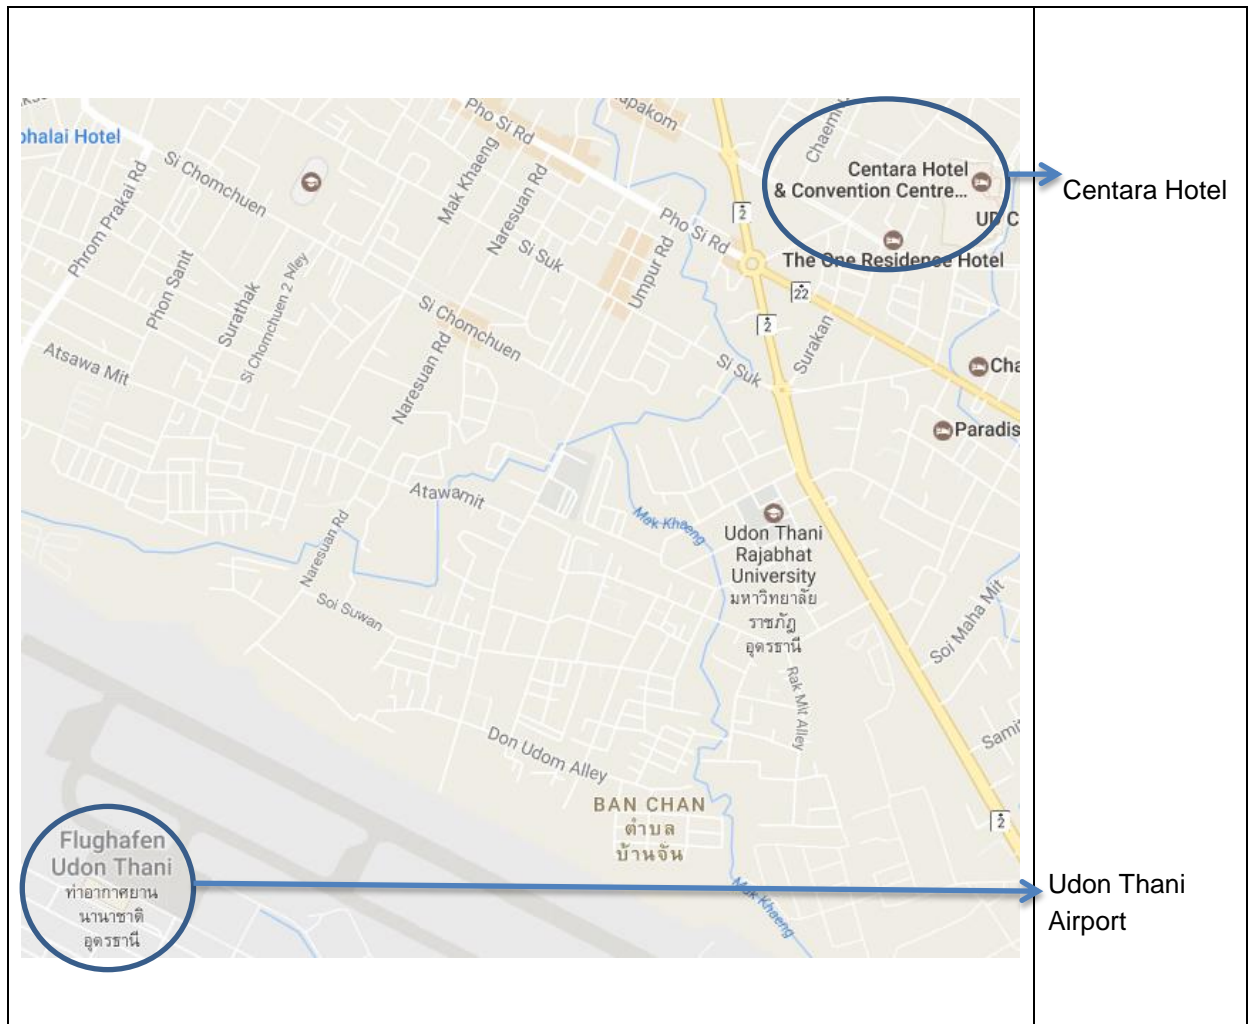 Pho Si Rd
apakom
Chaem
ohalai Hotel
Si Chomchuen
Mak Khaeng
Naresuan Rd
Centara Hotel
& Convention Centre...
Centara Hotel
Phrom Prakai Rd
2
Pho Si Rd
UD C
Phon Sanit
Surathak
Si Chomchuen 2 Alley
Si Suk
Umpur Rd
The One Residence Hotel
22
Si Chomchuen
2
Surakan
Atsawa Mit
Naresuan Rd
Si Suk
Cha
Paradis
Atawamit
Mak Khaeng
Naresuan Rd
Udon Thani
Rajabhat
University
มหาวิทยาลัย
ราชภัฏ
อุดรธานี
Soi Suwan
Soi Maha Mit
Rak Mit Alley
Samit
Don Udom Alley
BAN CHAN
ตำบล
บ้านจั่น
2
Flughafen
Udon Thani
ท่าอากาศยาน
นานาชาติ
อุดรธานี
Mak Khaeng
Udon Thani
Airport